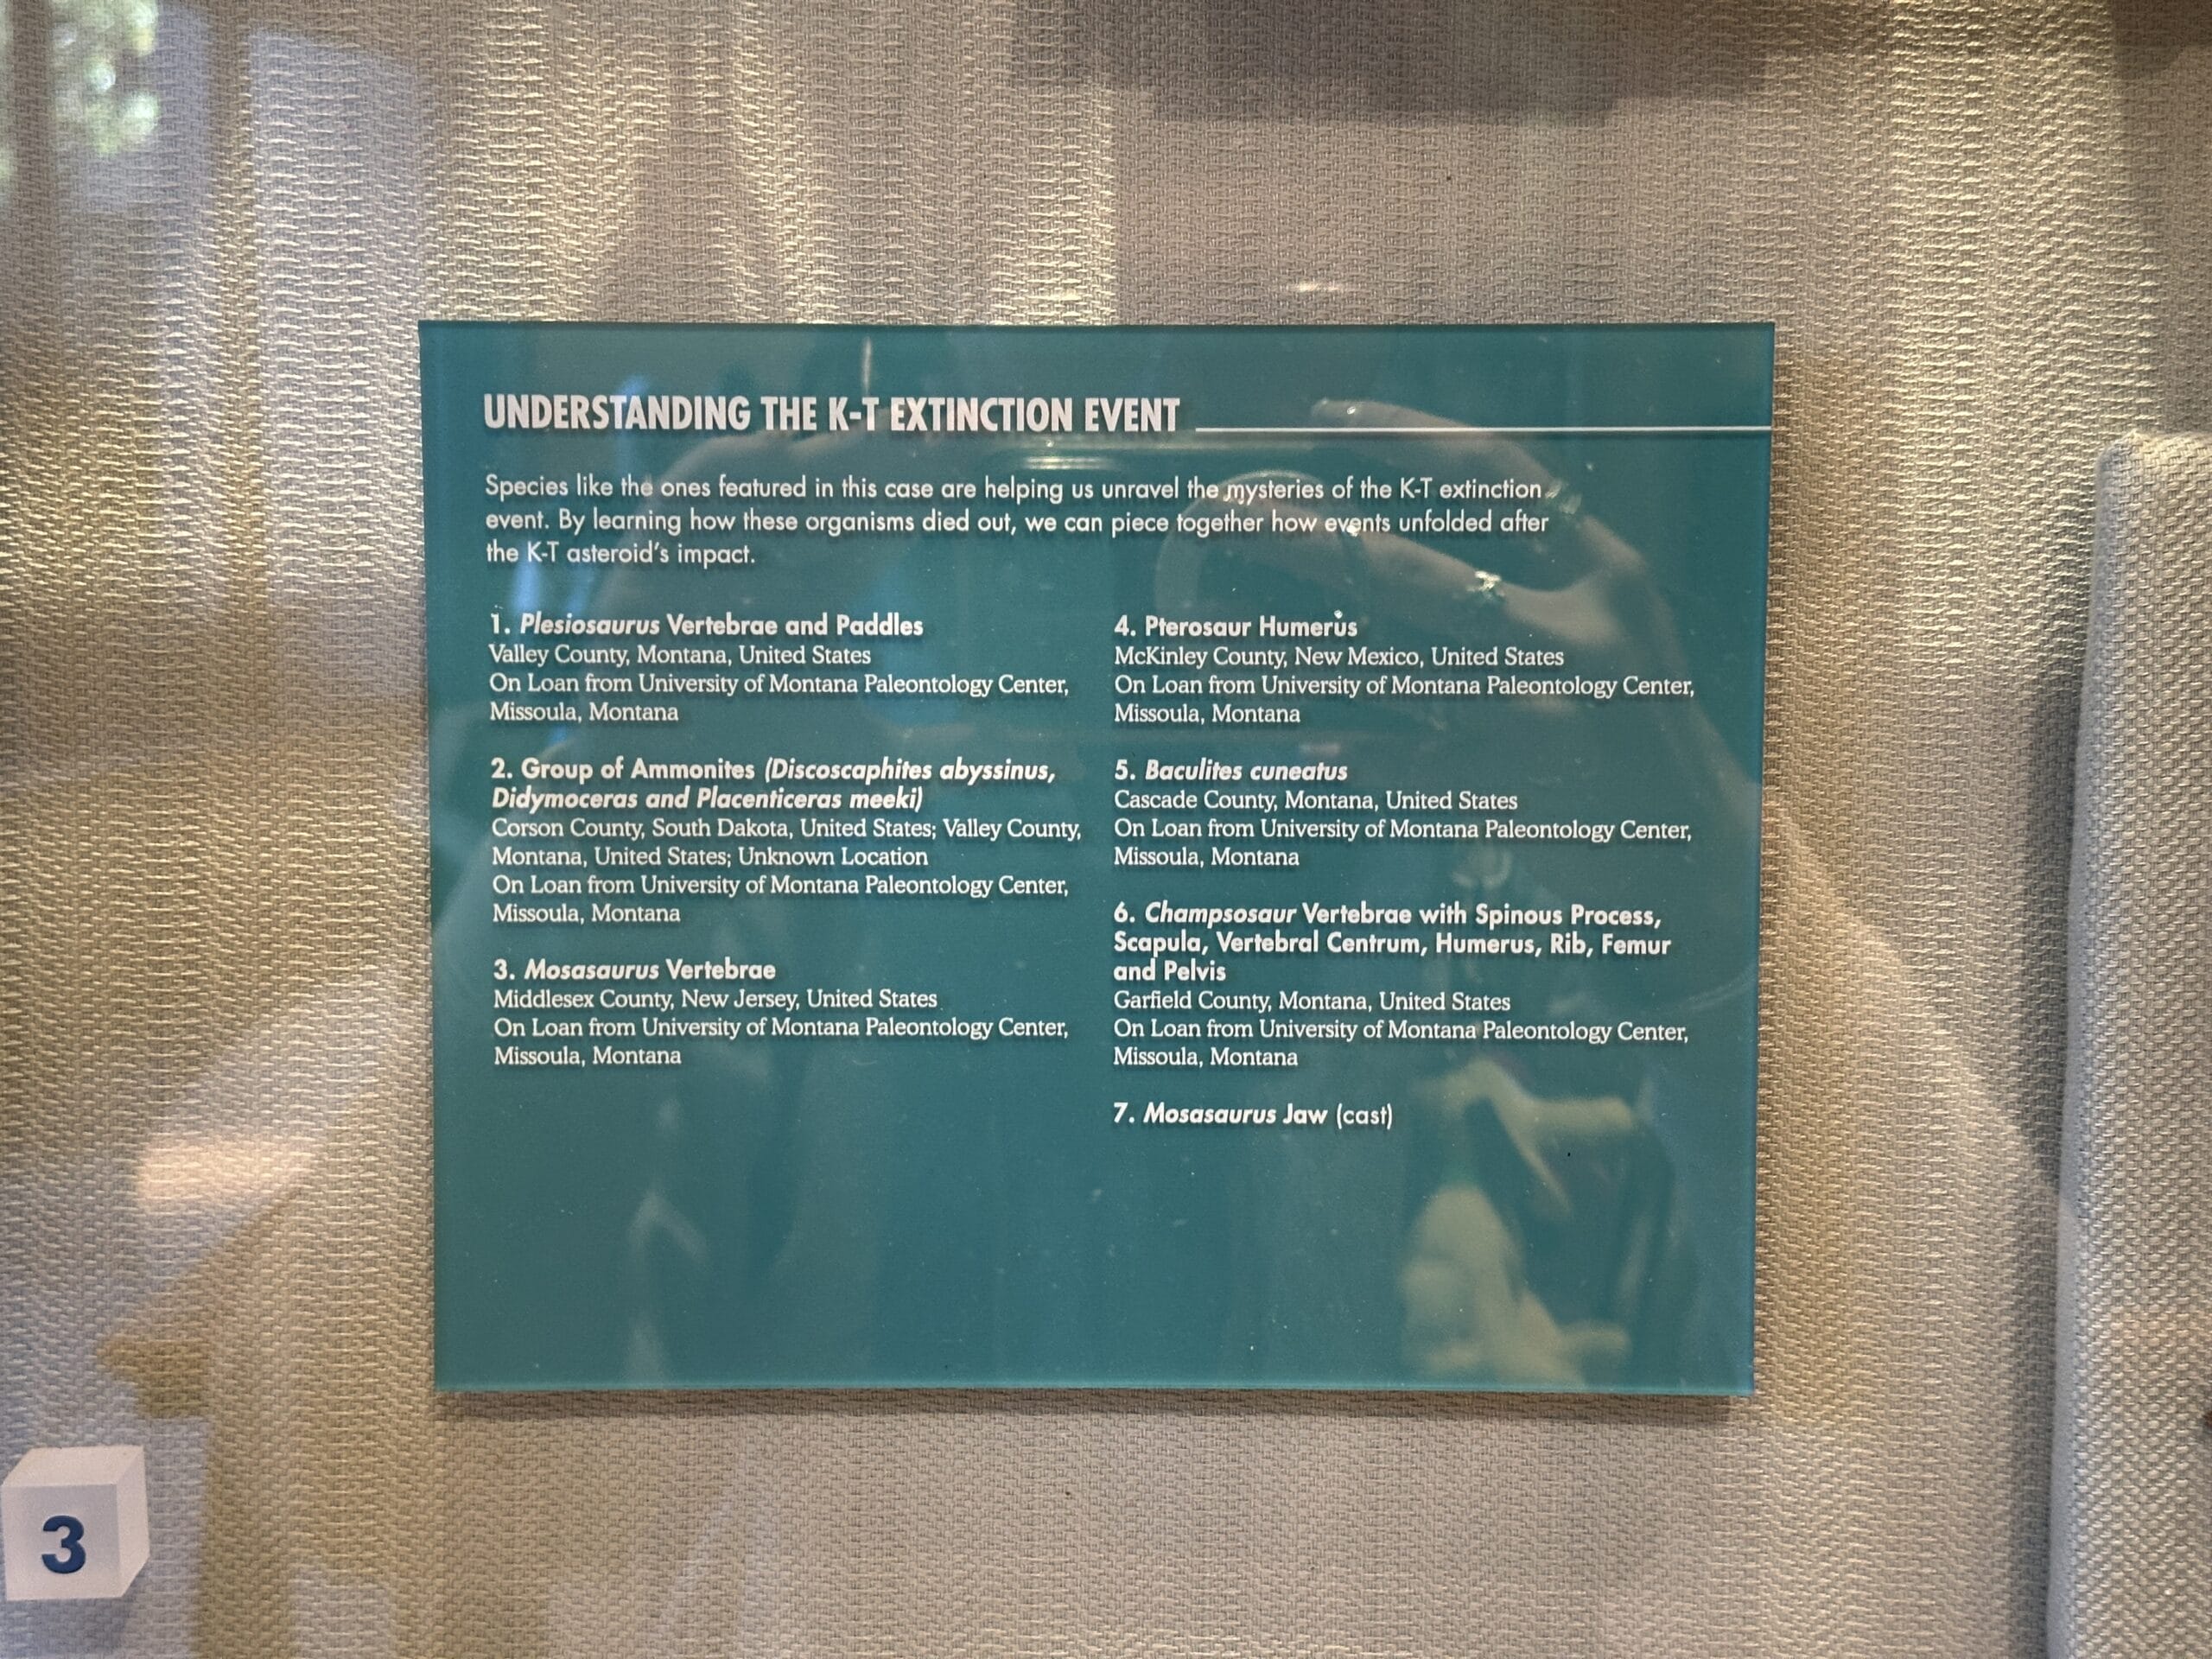 UNDERSTANDING THE K-T EXTINCTION EVENT
Species like the ones featured in this case are helping us unravel the mysteries of the K-T extinction
event. By learning how these organisms died out, we can piece together how events unfolded after
the K-T asteroid's impact.
1. Plesiosaurus Vertebrae and Paddles
Valley County, Montana, United States
On Loan from University of Montana Paleontology Center,
Missoula, Montana
2. Group of Ammonites (Discoscaphites abyssinus,
Didymoceras and Placenticeras meeki)
Corson County, South Dakota, United States; Valley County,
Montana, United States; Unknown Location
On Loan from University of Montana Paleontology Center,
Missoula, Montana
3. Mosasaurus Vertebrae
Middlesex County, New Jersey, United States
On Loan from University of Montana Paleontology Center,
Missoula, Montana
4. Pterosaur Humerus
McKinley County, New Mexico, United States
On Loan from University of Montana Paleontology Center,
Missoula, Montana
5. Baculites cuneatus
Cascade County, Montana, United States
On Loan from University of Montana Paleontology Center,
Missoula, Montana
6. Champsosaur Vertebrae with Spinous Process,
Scapula, Vertebral Centrum, Humerus, Rib, Femur
and Pelvis
Garfield County, Montana, United States
On Loan from University of Montana Paleontology Center,
Missoula, Montana
7. Mosasaurus Jaw (cast)
3